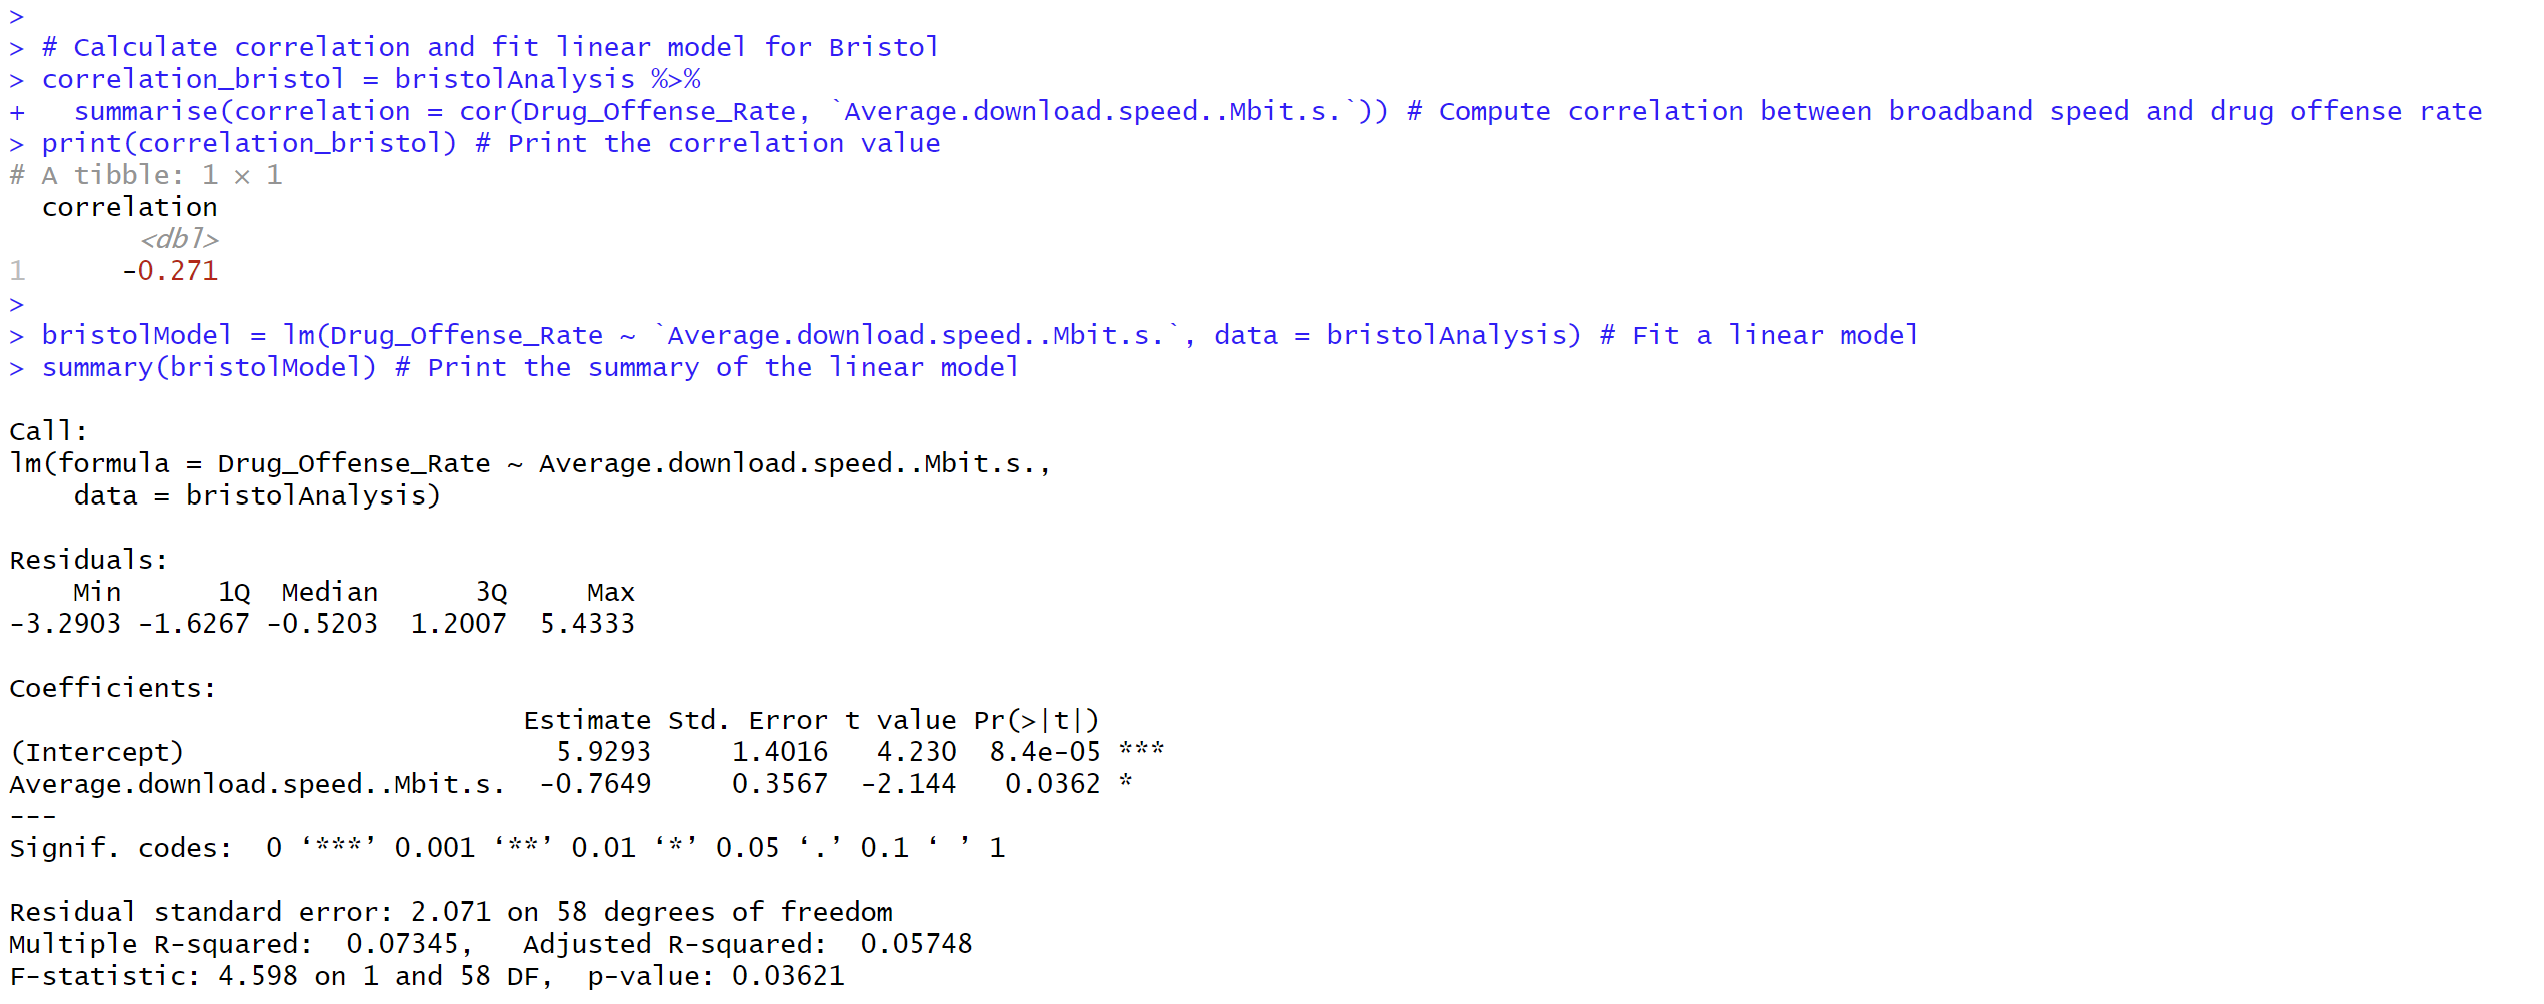 >
> # Calculate correlation and fit linear model for Bristol
> correlation_bristol = bristolAnalysis %>%
+   summarise(correlation = cor(Drug_Offense_Rate, `Average.download.speed..Mbit.s.`)) # Compute correlation between broadband speed and drug offense rate
> print(correlation_bristol) # Print the correlation value
# A tibble: 1 × 1
  correlation
        <dbl>
1      -0.271
>
> bristolModel = lm(Drug_Offense_Rate ~ `Average.download.speed..Mbit.s.`, data = bristolAnalysis) # Fit a linear model
> summary(bristolModel) # Print the summary of the linear model

Call:
lm(formula = Drug_Offense_Rate ~ Average.download.speed..Mbit.s.,
    data = bristolAnalysis)

Residuals:
    Min      1Q  Median      3Q     Max
-3.2903 -1.6267 -0.5203  1.2007  5.4333

Coefficients:
                                Estimate Std. Error t value Pr(>|t|)
(Intercept)                       5.9293     1.4016   4.230  8.4e-05 ***
Average.download.speed..Mbit.s.  -0.7649     0.3567  -2.144   0.0362 *
---
Signif. codes:  0 ‘***’ 0.001 ‘**’ 0.01 ‘*’ 0.05 ‘.’ 0.1 ‘ ’ 1

Residual standard error: 2.071 on 58 degrees of freedom
Multiple R-squared:  0.07345,	Adjusted R-squared:  0.05748
F-statistic: 4.598 on 1 and 58 DF,  p-value: 0.03621